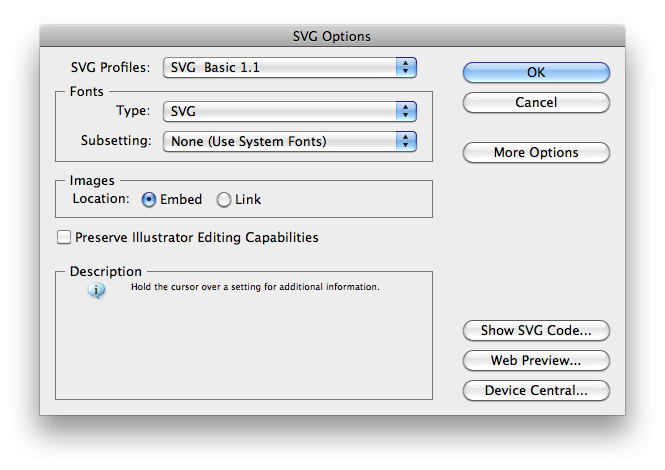 SVG Options
SVG Profiles: SVG Basic 1.1
OK
Fonts
Type: SVG
Cancel
Subsetting: None (Use System Fonts)
More Options
Images
Location: Embed Link
Preserve Illustrator Editing Capabilities
Description
Hold the cursor over a setting for additional information.
Show SVG Code...
Web Preview...
Device Central...